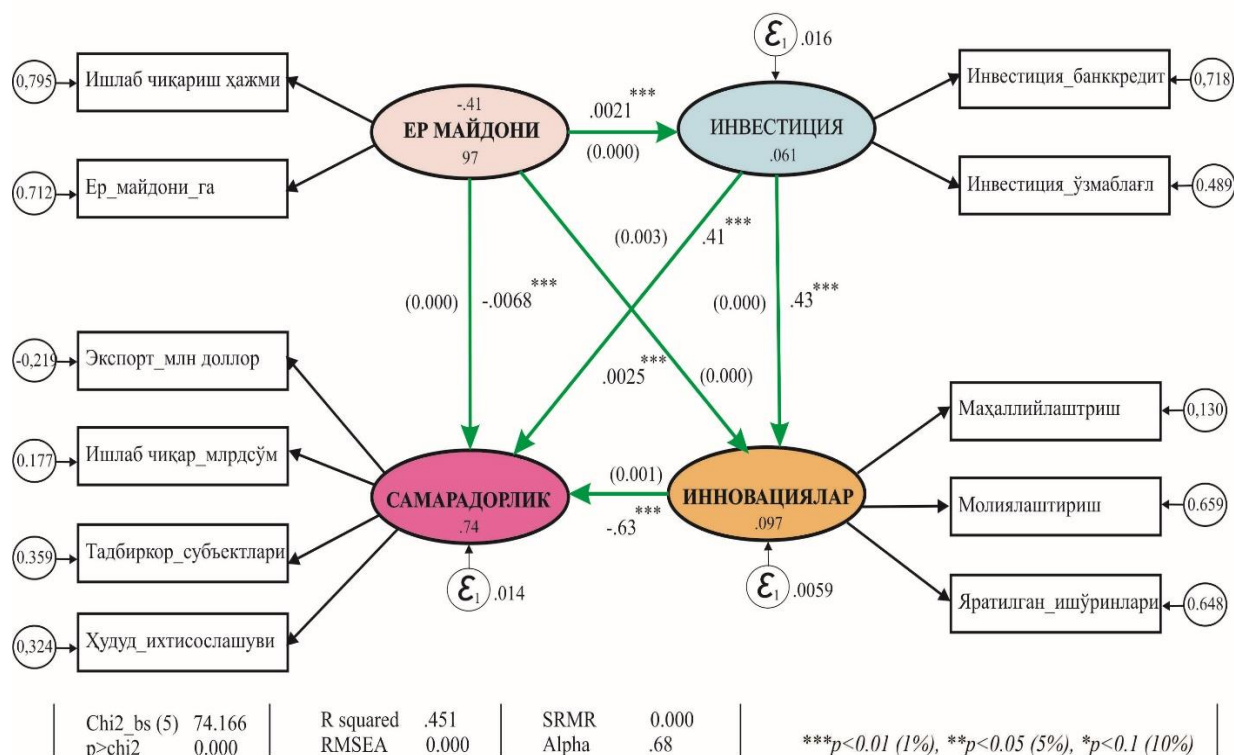 ε₁ .016
0,795 Ишлаб чиқариш ҳажми
-.41
ЕР МАЙДОНИ
97
.0021***
(0.000)
ИНВЕСТИЦИЯ
.061
Инвестиция_банккредит 0,718
0.712 Ер_майдони_га
Инвестиция_ўзмаблағл 0.489
(0.003) .41***
(0.000) -.0068***
(0.000) .43***
.0025*** (0.000)
-0,219 Экспорт_млн доллор
0.177 Ишлаб чиқар_млрдсўм
0.359 Тадбиркор_субъектлари
0,324 Ҳудуд_ихтисослашуви
САМАРАДОРЛИК
.74
ε₁ .014
(0.001)
-.63***
ИННОВАЦИЯЛАР
.097
ε₁ .0059
Маҳаллийлаштриш 0,130
Молиялаштириш 0.659
Яратилган_ишўринлари 0.648
Chi2_bs (5) 74.166
p>chi2 0.000
R squared .451
RMSEA 0.000
SRMR 0.000
Alpha .68
***p<0.01 (1%), **p<0.05 (5%), *p<0.1 (10%)